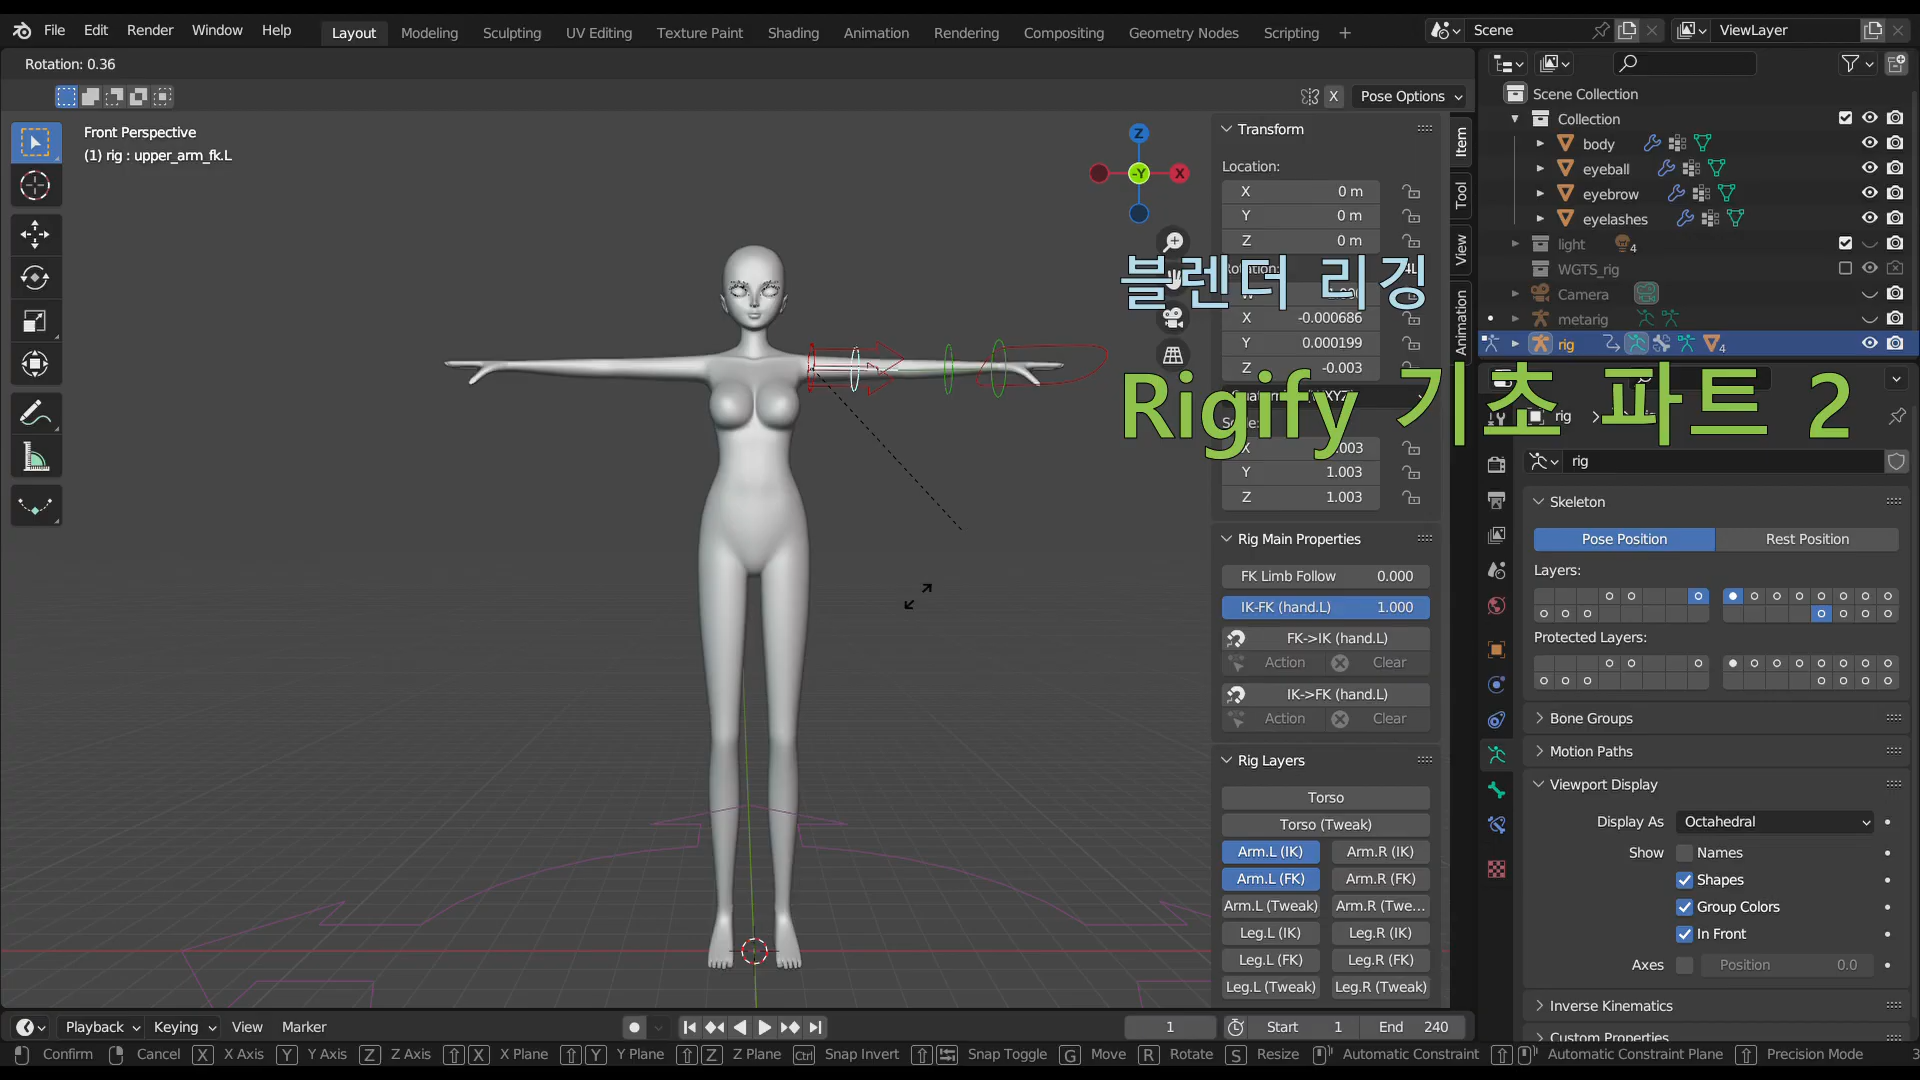 File Edit Render Window Help Layout Modeling Sculpting UV Editing Texture Paint Shading Animation Rendering Compositing Geometry Nodes Scripting + Scene ViewLayer
Rotation: 0.36
X Pose Options
Front Perspective
(1) rig : upper_arm_fk.L
Z
-Y
X
Transform
Location:
X 0 m
Y 0 m
Z 0 m
Rotation: 4L
X -0.000686
Y 0.000199
Z -0.003
X
Y 1.003
Z 1.003
Rig Main Properties
FK Limb Follow 0.000
IK-FK (hand.L) 1.000
FK->IK (hand.L)
Action Clear
IK->FK (hand.L)
Action Clear
Rig Layers
Torso
Torso (Tweak)
Arm.L (IK) Arm.R (IK)
Arm.L (FK) Arm.R (FK)
Arm.L (Tweak) Arm.R (Twe...
Leg.L (IK) Leg.R (IK)
Leg.L (FK) Leg.R (FK)
Leg.L (Tweak) Leg.R (Tweak)
Item
Tool
View
Animation
블렌더 리깅
Rigify 기초 파트 2
Scene Collection
Collection
body
eyeball
eyebrow
eyelashes
light 4
WGTS_rig
Camera
metarig
rig 4
rig
rig
Skeleton
Pose Position Rest Position
Layers:
Protected Layers:
Bone Groups
Motion Paths
Viewport Display
Display As Octahedral
Show Names
Shapes
Group Colors
In Front
Axes Position 0.0
Inverse Kinematics
Custom Properties
Playback Keying View Marker 1 Start 1 End 240
Confirm Cancel X X Axis Y Y Axis Z Z Axis X X Plane Y Y Plane Z Z Plane Ctrl Snap Invert Snap Toggle G Move R Rotate S Resize Automatic Constraint Automatic Constraint Plane Precision Mode